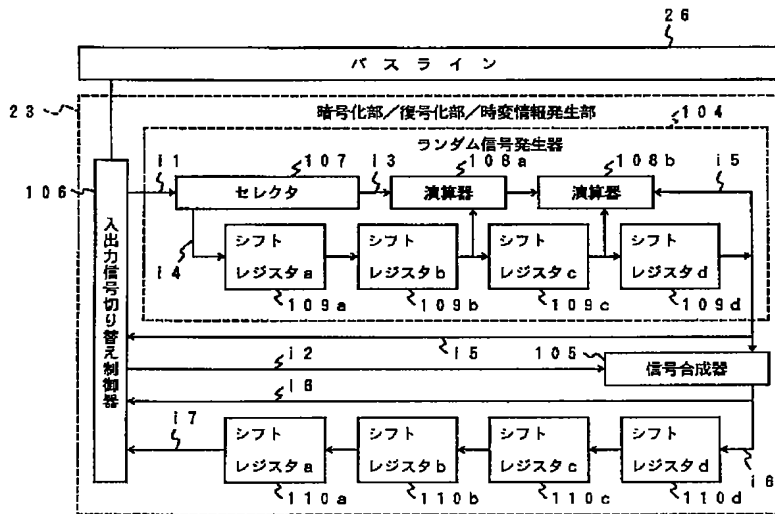 26
バスライン
23
暗号化部/復号化部/時変情報発生部
104
ランダム信号発生器
106
i1
107
i3
108a
108b
i5
セレクタ
演算器
演算器
i4
シフト
レジスタa
シフト
レジスタb
シフト
レジスタc
シフト
レジスタd
109a
109b
109c
109d
入出力信号切り替え制御器
i2
i5
105
信号合成器
i6
i7
シフト
レジスタa
シフト
レジスタb
シフト
レジスタc
シフト
レジスタd
i6
110a
110b
110c
110d